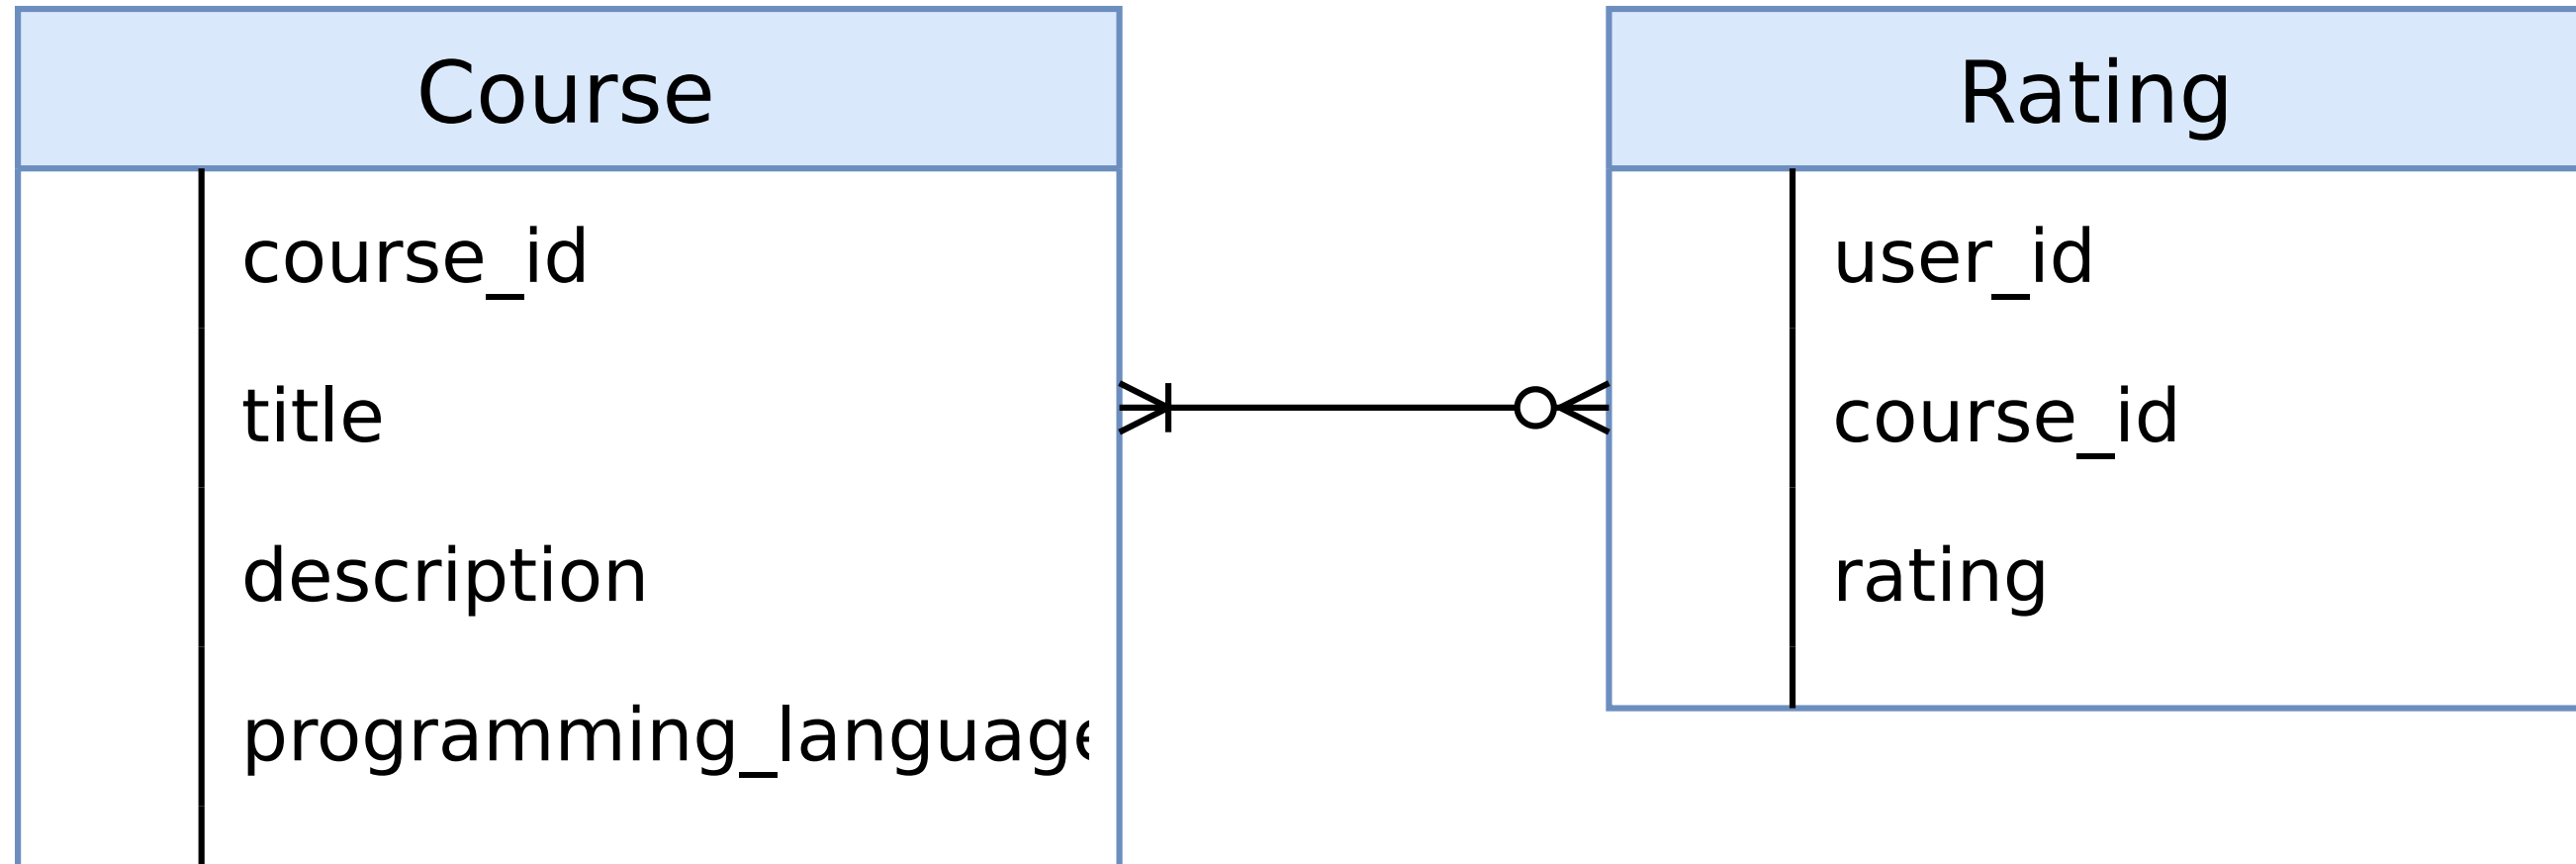 Course
course_id
title
description
programming_language
Rating
user_id
course_id
rating